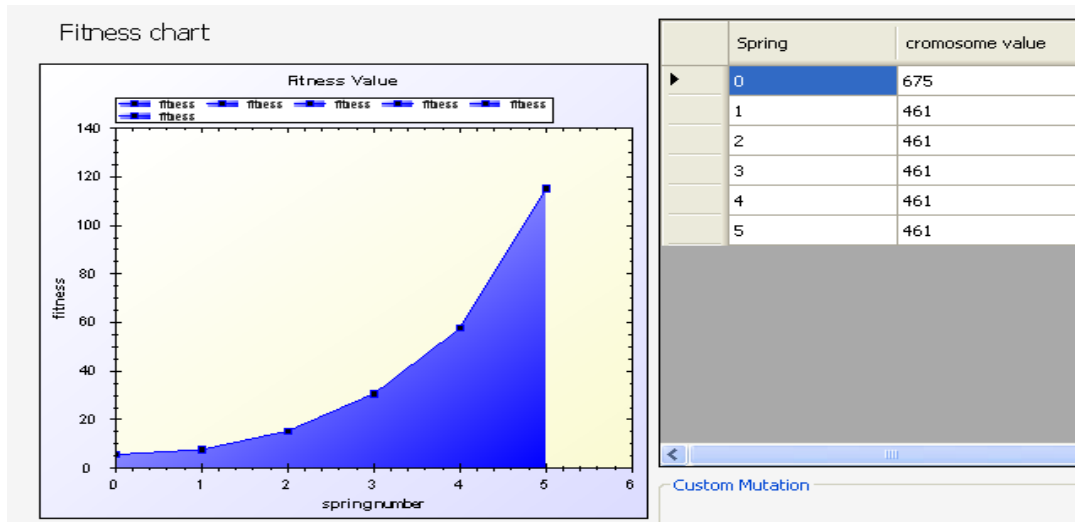 Fitness chart
Fitness Value
fitness fitness fitness fitness fitness
fitness
140
120
100
80
60
40
20
0
fitness
0 1 2 3 4 5 6
springnumber
Spring cromosome value
0 675
1 461
2 461
3 461
4 461
5 461
Custom Mutation